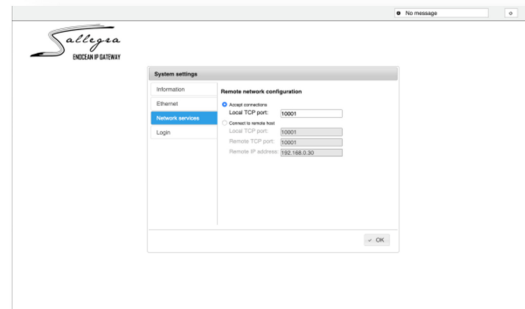 No message
Sallegra
ENOCEAN IP GATEWAY
System settings
Information
Ethernet
Network services
Login
Remote network configuration
Accept connections
Local TCP port: 10001
Connect to remote host
Local TCP port: 10001
Remote TCP port: 10001
Remote IP address: 192.168.0.30
OK